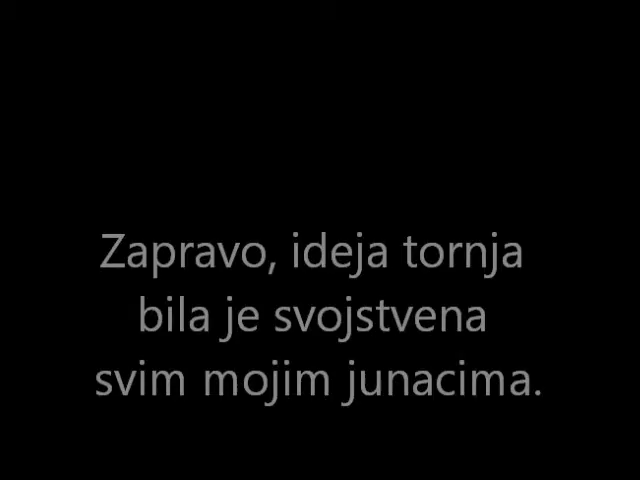 Zapravo, ideja tornja
bila je svojstvena
svim mojim junacima.